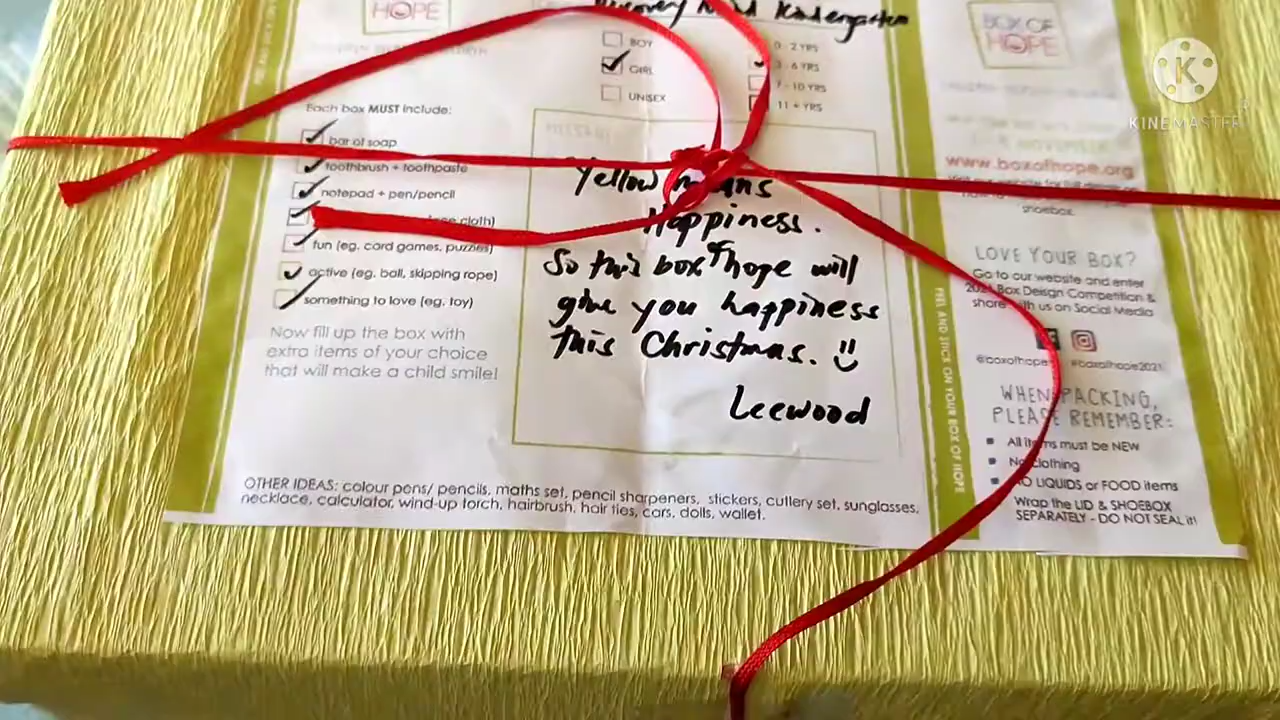 HOPE
Discovery Mind Kindergarten
BOY
GIRL
UNISEX
0 - 2 YRS
3 - 6 YRS
7 - 10 YRS
11 + YRS
Each box MUST include:
bar of soap
toothbrush + toothpaste
notepad + pen/pencil
cloth)
fun (eg. card games, puzzles)
active (eg. ball, skipping rope)
something to love (eg. toy)
Now fill up the box with
extra items of your choice
that will make a child smile!
Yellow means
Happiness.
So this box of hope will
give you happiness
this Christmas.
Leewood
OTHER IDEAS: colour pens/ pencils, maths set, pencil sharpeners, stickers, cutlery set, sunglasses,
necklace, calculator, wind-up torch, hairbrush, hair ties, cars, dolls, wallet.
PEEL AND STICK ON YOUR BOX OF HOPE
BOX OF
HOPE
www.boxofhope.org
shoebox.
LOVE YOUR BOX?
Go to our website and enter
2021 Box Deisgn Competition &
share with us on Social Media
@boxofhope #boxofhope2021
WHEN PACKING,
PLEASE REMEMBER:
All items must be NEW
No clothing
NO LIQUIDS or FOOD items
Wrap the LID & SHOEBOX
SEPARATELY - DO NOT SEAL it!
K
KINEMASTER